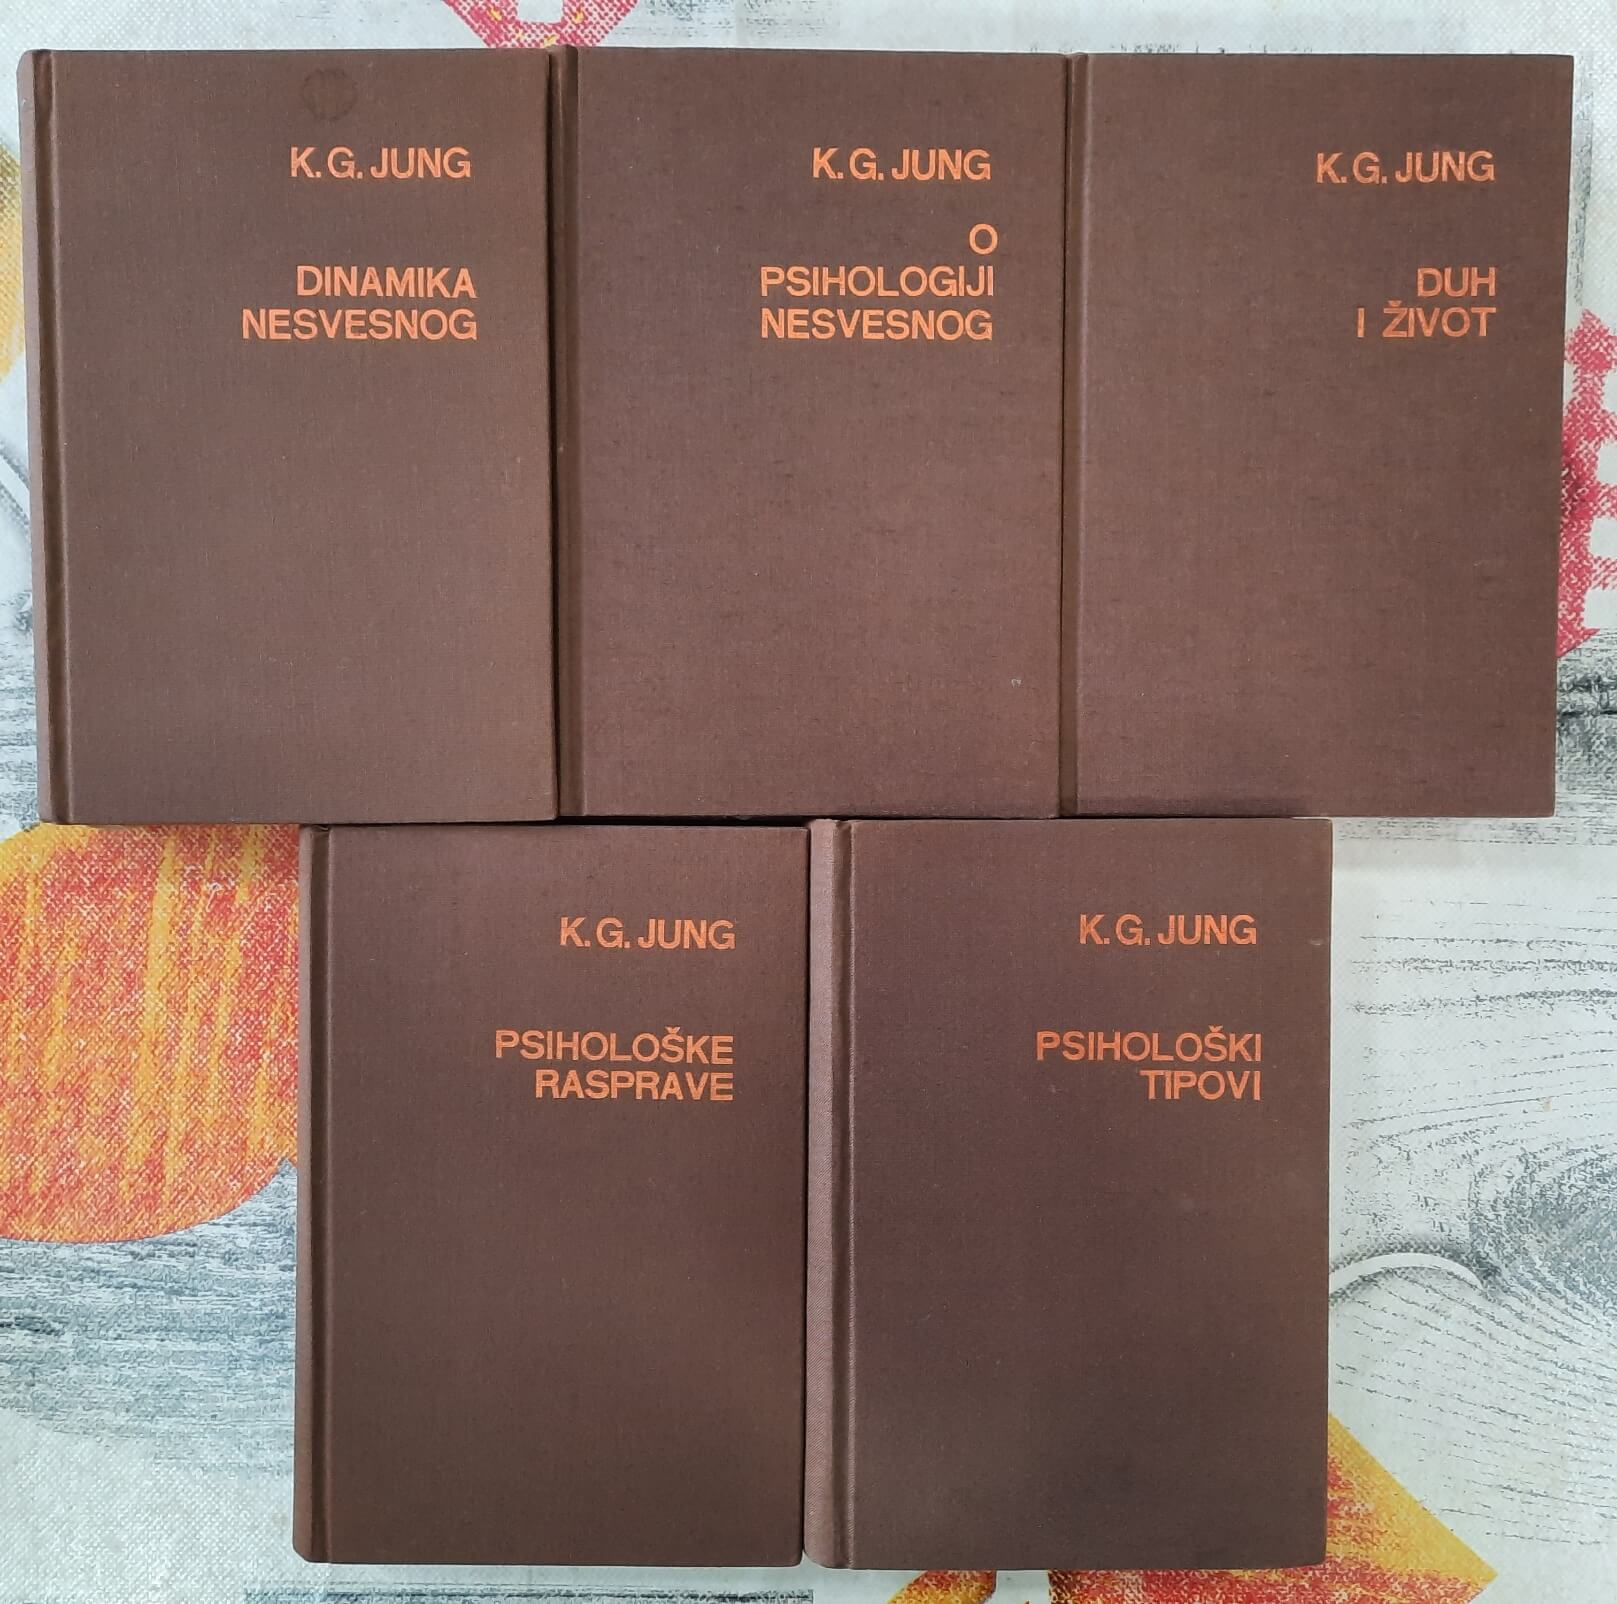 K. G. JUNG
DINAMIKA
NESVESNOG
K. G. JUNG
O
PSIHOLOGIJI
NESVESNOG
K. G. JUNG
DUH
I ŽIVOT
K. G. JUNG
PSIHOLOŠKE
RASPRAVE
K. G. JUNG
PSIHOLOŠKI
TIPOVI